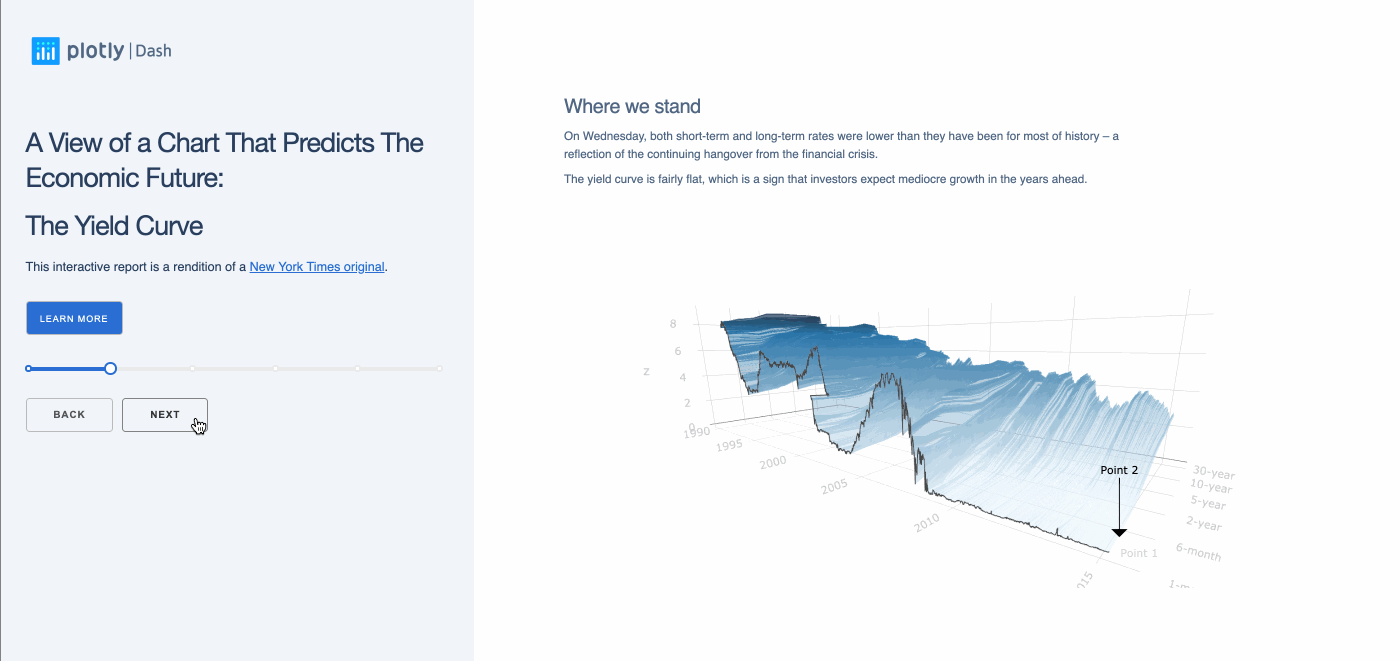 plotly | Dash
A View of a Chart That Predicts The
Economic Future:
The Yield Curve
This interactive report is a rendition of a New York Times original.
LEARN MORE
BACK
NEXT
Where we stand
On Wednesday, both short-term and long-term rates were lower than they have been for most of history – a
reflection of the continuing hangover from the financial crisis.
The yield curve is fairly flat, which is a sign that investors expect mediocre growth in the years ahead.
8
6
z
4
2
0
1990
1995
2000
2005
2010
30-year
10-year
5-year
2-year
6-month
Point 2
Point 1